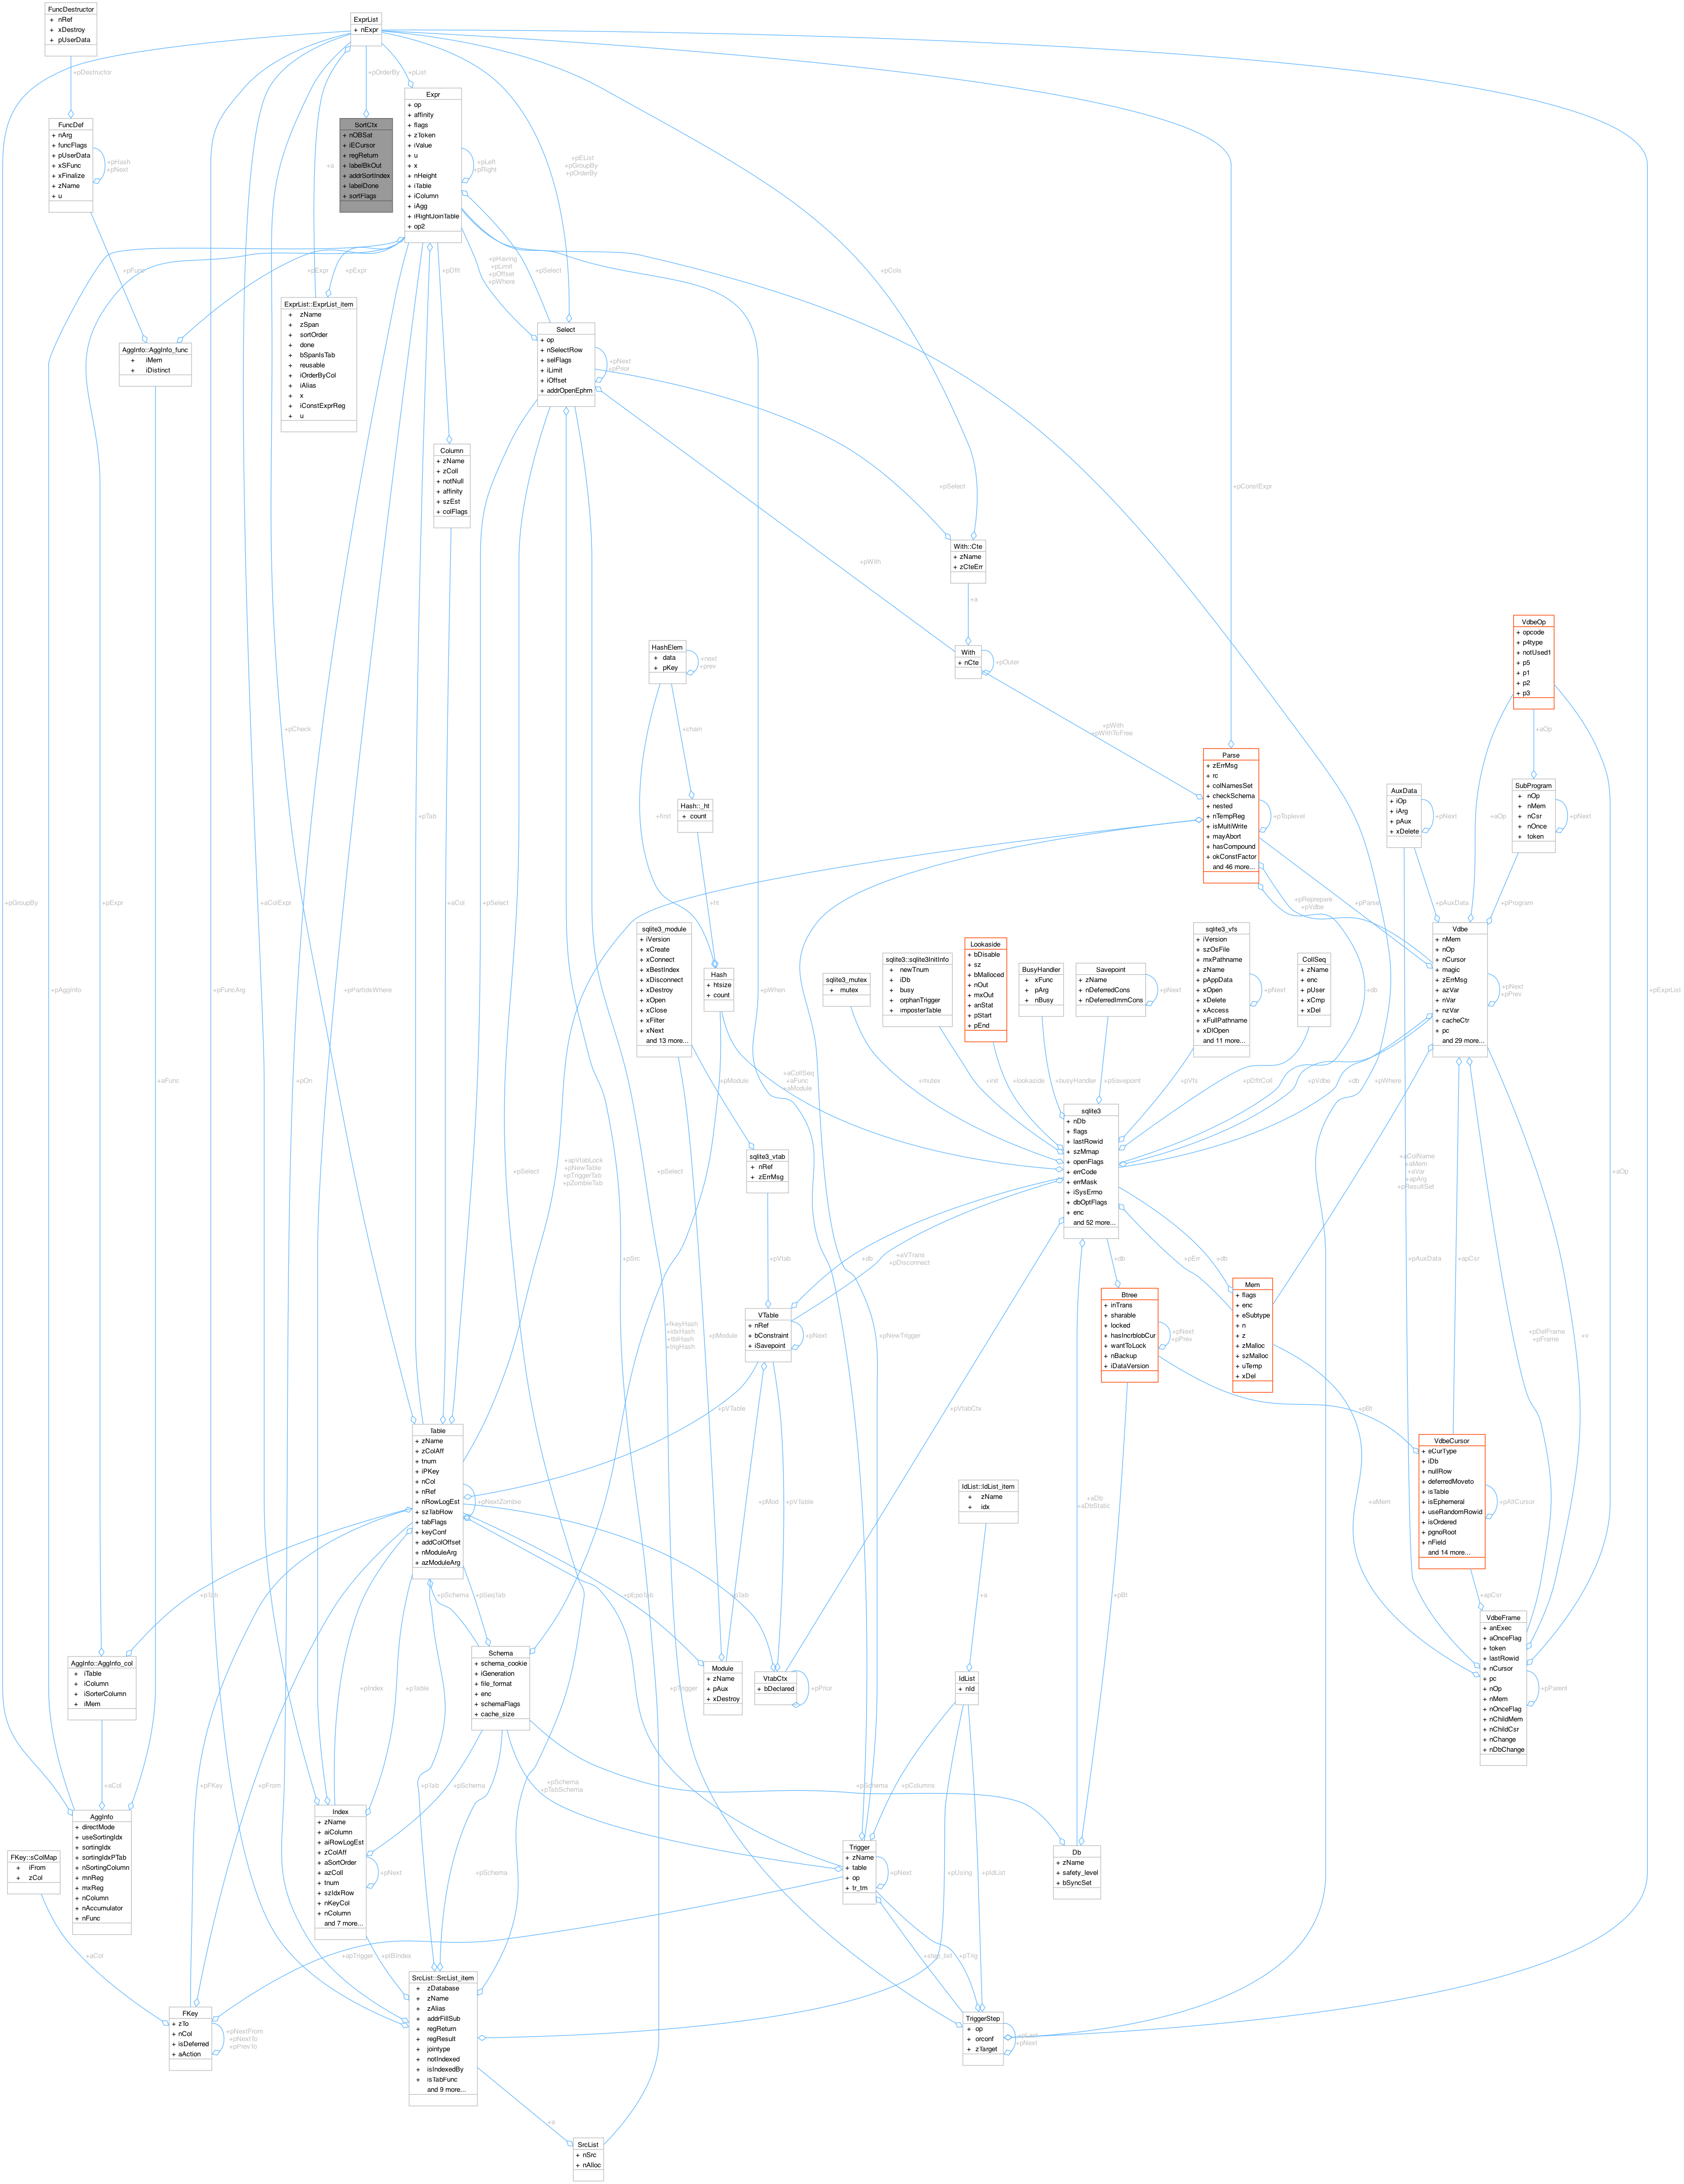 FuncDestructor
+ nRef
+ xDestroy
+ pUserData
ExprList
+ nExpr
+pDestructor
+pOrderBy
+pList
FuncDef
+ nArg
+ funcFlags
+ pUserData
+ xSFunc
+ xFinalize
+ zName
+ u
+pHash
+pNext
+a
SortCtx
+ nOBSat
+ iECursor
+ regReturn
+ labelBkOut
+ addrSortIndex
+ labelDone
+ sortFlags
Expr
+ op
+ affinity
+ flags
+ zToken
+ iValue
+ u
+ x
+ nHeight
+ iTable
+ iColumn
+ iAgg
+ iRightJoinTable
+ op2
+pLeft
+pRight
+pEList
+pGroupBy
+pOrderBy
+pFunc
+pExpr
+pExpr
+pDflt
+pHaving
+pLimit
+pOffset
+pWhere
+pSelect
+pCols
ExprList::ExprList_item
+ zName
+ zSpan
+ sortOrder
+ done
+ bSpanIsTab
+ reusable
+ iOrderByCol
+ iAlias
+ x
+ iConstExprReg
+ u
AggInfo::AggInfo_func
+ iMem
+ iDistinct
Select
+ op
+ nSelectRow
+ selFlags
+ iLimit
+ iOffset
+ addrOpenEphm
+pNext
+pPrior
Column
+ zName
+ zColl
+ notNull
+ affinity
+ szEst
+ colFlags
+pSelect
+pConstExpr
With::Cte
+ zName
+ zCteErr
+pWith
+a
With
+ nCte
+pOuter
HashElem
+ data
+ pKey
+next
+prev
VdbeOp
+ opcode
+ p4type
+ notUsed1
+ p5
+ p1
+ p2
+ p3
+pCheck
+chain
+pWith
+pWithToFree
+aOp
Parse
+ zErrMsg
+ rc
+ colNamesSet
+ checkSchema
+ nested
+ nTempReg
+ isMultiWrite
+ mayAbort
+ hasCompound
+ okConstFactor
and 46 more...
+pToplevel
Hash::_ht
+ count
+first
AuxData
+ iOp
+ iArg
+ pAux
+ xDelete
+pNext
SubProgram
+ nOp
+ nMem
+ nCsr
+ nOnce
+ token
+pNext
+aOp
+pTab
+pGroupBy
+pExpr
+aColExpr
+pSelect
+aCol
+ht
+pReprepare
+pVdbe
+pParse
+pAuxData
+pProgram
+pExprList
sqlite3_module
+ iVersion
+ xCreate
+ xConnect
+ xBestIndex
+ xDisconnect
+ xDestroy
+ xOpen
+ xClose
+ xFilter
+ xNext
and 13 more...
Hash
+ htsize
+ count
sqlite3_mutex
+ mutex
sqlite3::sqlite3InitInfo
+ newTnum
+ iDb
+ busy
+ orphanTrigger
+ imposterTable
Lookaside
+ bDisable
+ sz
+ bMalloced
+ nOut
+ mxOut
+ anStat
+ pStart
+ pEnd
BusyHandler
+ xFunc
+ pArg
+ nBusy
Savepoint
+ zName
+ nDeferredCons
+ nDeferredImmCons
+pNext
sqlite3_vfs
+ iVersion
+ szOsFile
+ mxPathname
+ zName
+ pAppData
+ xOpen
+ xDelete
+ xAccess
+ xFullPathname
+ xDlOpen
and 11 more...
+pNext
CollSeq
+ zName
+ enc
+ pUser
+ xCmp
+ xDel
+db
Vdbe
+ nMem
+ nOp
+ nCursor
+ magic
+ zErrMsg
+ azVar
+ nVar
+ nzVar
+ cacheCtr
+ pc
and 29 more...
+pNext
+pPrev
+pAggInfo
+pFuncArg
+pPartIdxWhere
+pWhen
+aFunc
+pOn
+pSelect
+pModule
+aCollSeq
+aFunc
+aModule
+mutex
+init
+lookaside
+busyHandler
+pSavepoint
+pVfs
+pDfltColl
+pVdbe
+db
+pWhere
sqlite3
+ nDb
+ flags
+ lastRowid
+ szMmap
+ openFlags
+ errCode
+ errMask
+ iSysErrno
+ dbOptFlags
+ enc
and 52 more...
sqlite3_vtab
+ nRef
+ zErrMsg
+apVtabLock
+pNewTable
+pTriggerTab
+pZombieTab
+pSelect
+aColName
+aMem
+aVar
+apArg
+pResultSet
+aOp
+pSrc
+pVtab
+db
+aVTrans
+pDisconnect
+db
+pErr
+db
+pAuxData
+apCsr
VTable
+ nRef
+ bConstraint
+ iSavepoint
+pNext
Btree
+ inTrans
+ sharable
+ locked
+ hasIncrblobCur
+ wantToLock
+ nBackup
+ iDataVersion
+pNext
+pPrev
Mem
+ flags
+ enc
+ eSubtype
+ n
+ z
+ zMalloc
+ szMalloc
+ uTemp
+ xDel
+fkeyHash
+idxHash
+tblHash
+trigHash
+pModule
+pNewTrigger
+pDelFrame
+pFrame
+v
+pVTable
+pVtabCtx
+pBt
Table
+ zName
+ zColAff
+ tnum
+ iPKey
+ nCol
+ nRef
+ nRowLogEst
+ szTabRow
+ tabFlags
+ keyConf
+ addColOffset
+ nModuleArg
+ azModuleArg
+pNextZombie
VdbeCursor
+ eCurType
+ iDb
+ nullRow
+ deferredMoveto
+ isTable
+ isEphemeral
+ useRandomRowid
+ isOrdered
+ pgnoRoot
+ nField
and 14 more...
+pAltCursor
+pMod
+pVTable
+aDb
+aDbStatic
+aMem
IdList::IdList_item
+ zName
+ idx
+pTab
+pSchema
+pSeqTab
+pEpoTab
+pTab
+a
+pBt
+apCsr
VdbeFrame
+ anExec
+ aOnceFlag
+ token
+ lastRowid
+ nCursor
+ pc
+ nOp
+ nMem
+ nOnceFlag
+ nChildMem
+ nChildCsr
+ nChange
+ nDbChange
+pParent
AggInfo::AggInfo_col
+ iTable
+ iColumn
+ iSorterColumn
+ iMem
Schema
+ schema_cookie
+ iGeneration
+ file_format
+ enc
+ schemaFlags
+ cache_size
Module
+ zName
+ pAux
+ xDestroy
VtabCtx
+ bDeclared
+pPrior
IdList
+ nId
+pIndex
+pTable
+pTrigger
+aCol
+pFKey
+pFrom
+pTab
+pSchema
+pSchema
+pTabSchema
+pColumns
+pSchema
AggInfo
+ directMode
+ useSortingIdx
+ sortingIdx
+ sortingIdxPTab
+ nSortingColumn
+ mnReg
+ mxReg
+ nColumn
+ nAccumulator
+ nFunc
Index
+ zName
+ aiColumn
+ aiRowLogEst
+ zColAff
+ aSortOrder
+ azColl
+ tnum
+ szIdxRow
+ nKeyCol
+ nColumn
and 7 more...
+pNext
FKey::sColMap
+ iFrom
+ zCol
+pSchema
Trigger
+ zName
+ table
+ op
+ tr_tm
+pNext
+pUsing
+pIdList
Db
+ zName
+ safety_level
+ bSyncSet
+aCol
+apTrigger
+pIBIndex
+step_list
+pTrig
SrcList::SrcList_item
+ zDatabase
+ zName
+ zAlias
+ addrFillSub
+ regReturn
+ regResult
+ jointype
+ notIndexed
+ isIndexedBy
+ isTabFunc
and 9 more...
FKey
+ zTo
+ nCol
+ isDeferred
+ aAction
+pNextFrom
+pNextTo
+pPrevTo
TriggerStep
+ op
+ orconf
+ zTarget
+pLast
+pNext
+a
SrcList
+ nSrc
+ nAlloc